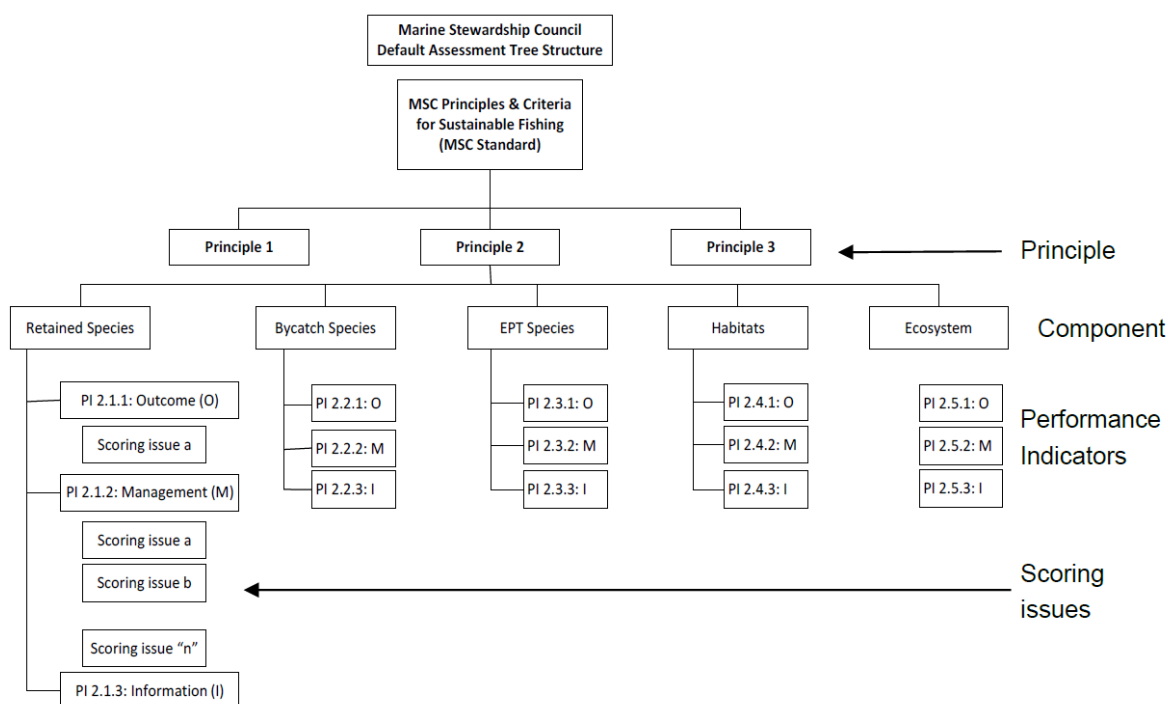 Marine Stewardship Council
Default Assessment Tree Structure
MSC Principles & Criteria
for Sustainable Fishing
(MSC Standard)
Principle 1
Principle 2
Principle 3
Principle
Retained Species
Bycatch Species
EPT Species
Habitats
Ecosystem
Component
PI 2.1.1: Outcome (O)
Scoring issue a
PI 2.1.2: Management (M)
Scoring issue a
Scoring issue b
Scoring issue "n"
PI 2.1.3: Information (I)
PI 2.2.1: O
PI 2.2.2: M
PI 2.2.3: I
PI 2.3.1: O
PI 2.3.2: M
PI 2.3.3: I
PI 2.4.1: O
PI 2.4.2: M
PI 2.4.3: I
PI 2.5.1: O
PI 2.5.2: M
PI 2.5.3: I
Performance
Indicators
Scoring
issues